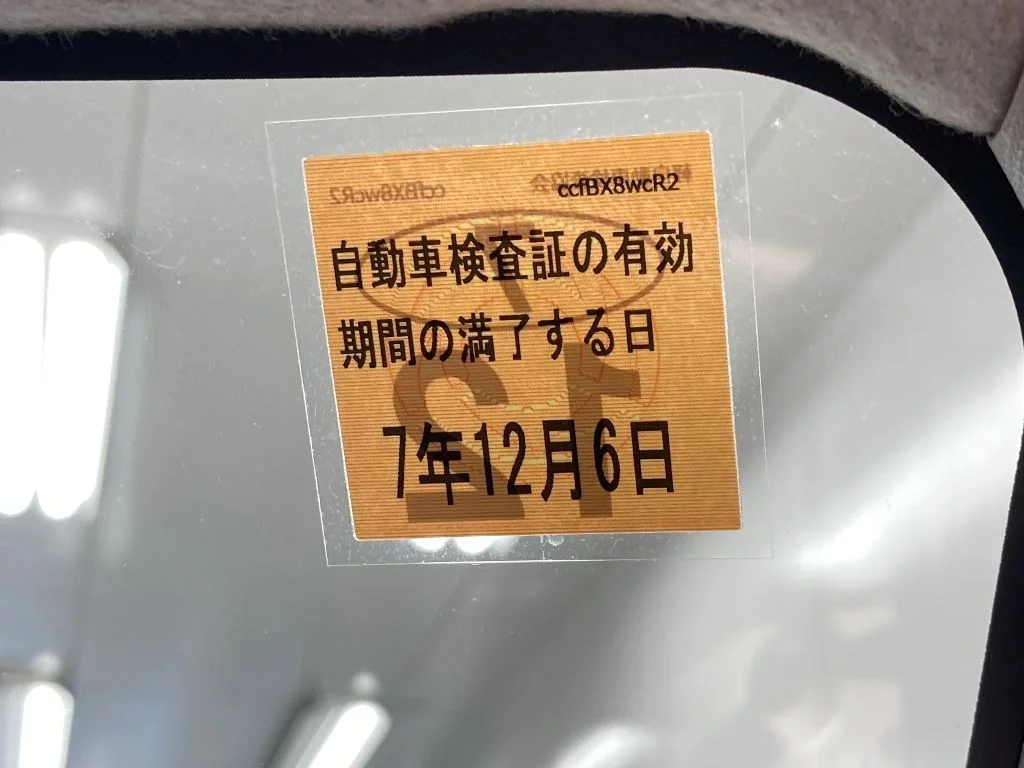 ccfBX8wcR2
自動車検査証の有効
期間の満了する日
7年12月6日